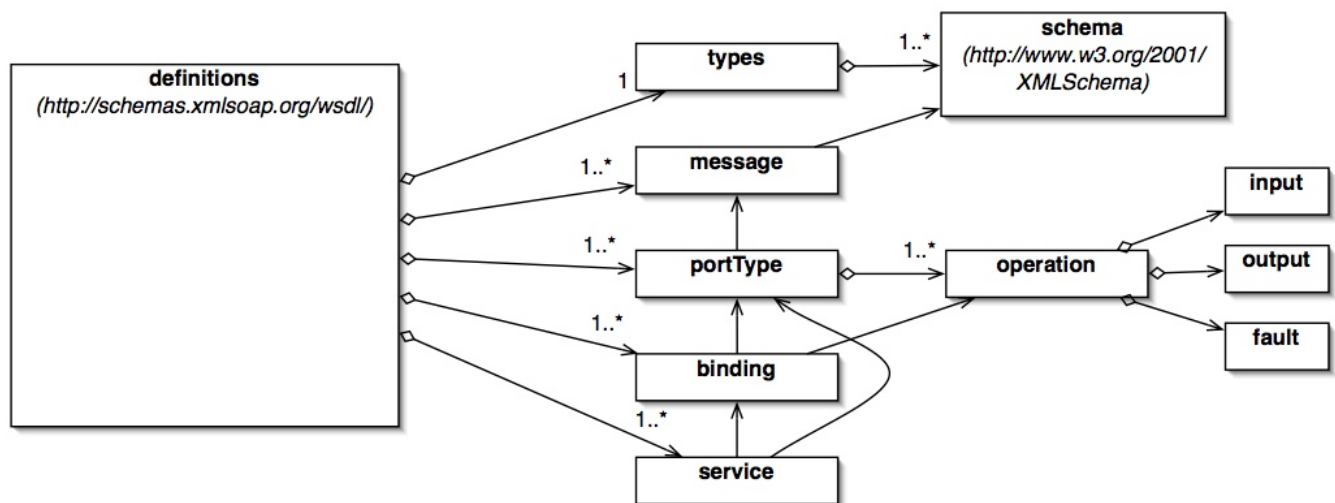 definitions
(http://schemas.xmlsoap.org/wsdl/)
1
types
1..*
schema
(http://www.w3.org/2001/
XMLSchema)
1..*
message
1..*
portType
1..*
operation
input
output
fault
1..*
binding
1..*
service